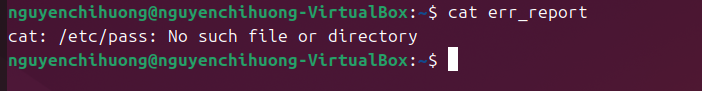 nguyenchihuong@nguyenchihuong-VirtualBox:~$ cat err_report
cat: /etc/pass: No such file or directory
nguyenchihuong@nguyenchihuong-VirtualBox:~$